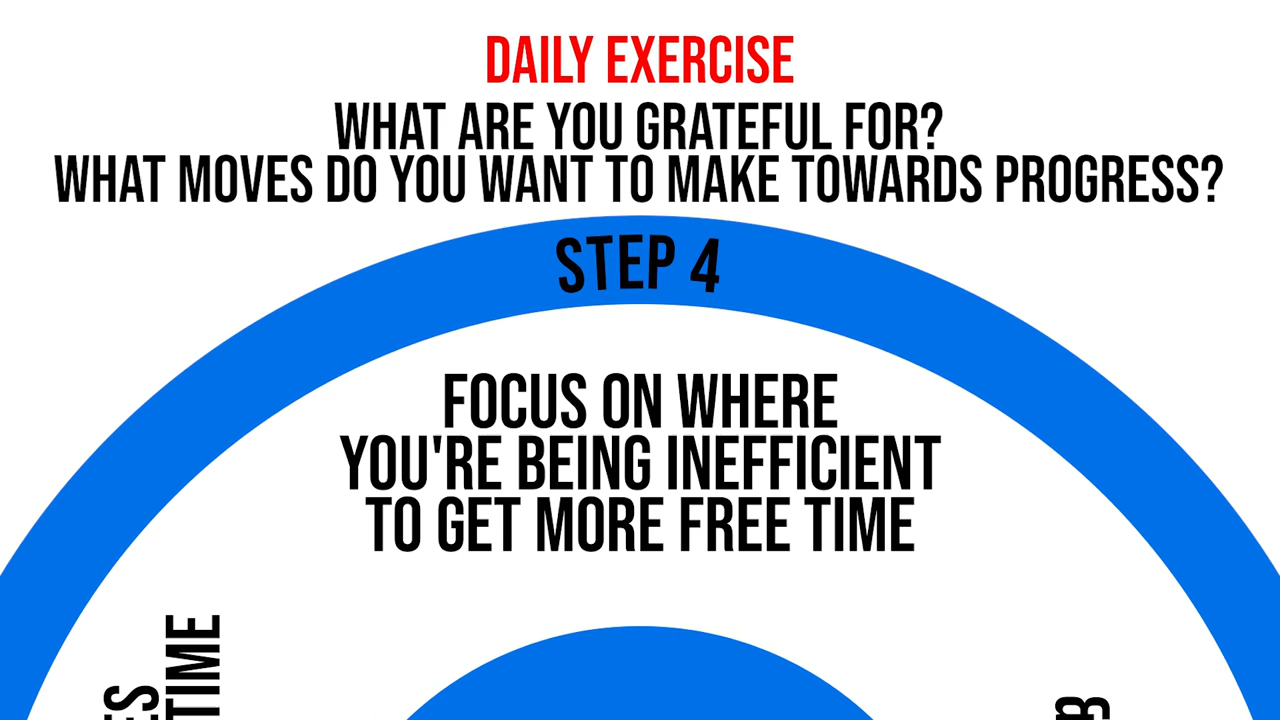 DAILY EXERCISE
WHAT ARE YOU GRATEFUL FOR?
WHAT MOVES DO YOU WANT TO MAKE TOWARDS PROGRESS?
STEP 4
FOCUS ON WHERE
YOU'RE BEING INEFFICIENT
TO GET MORE FREE TIME
TIME